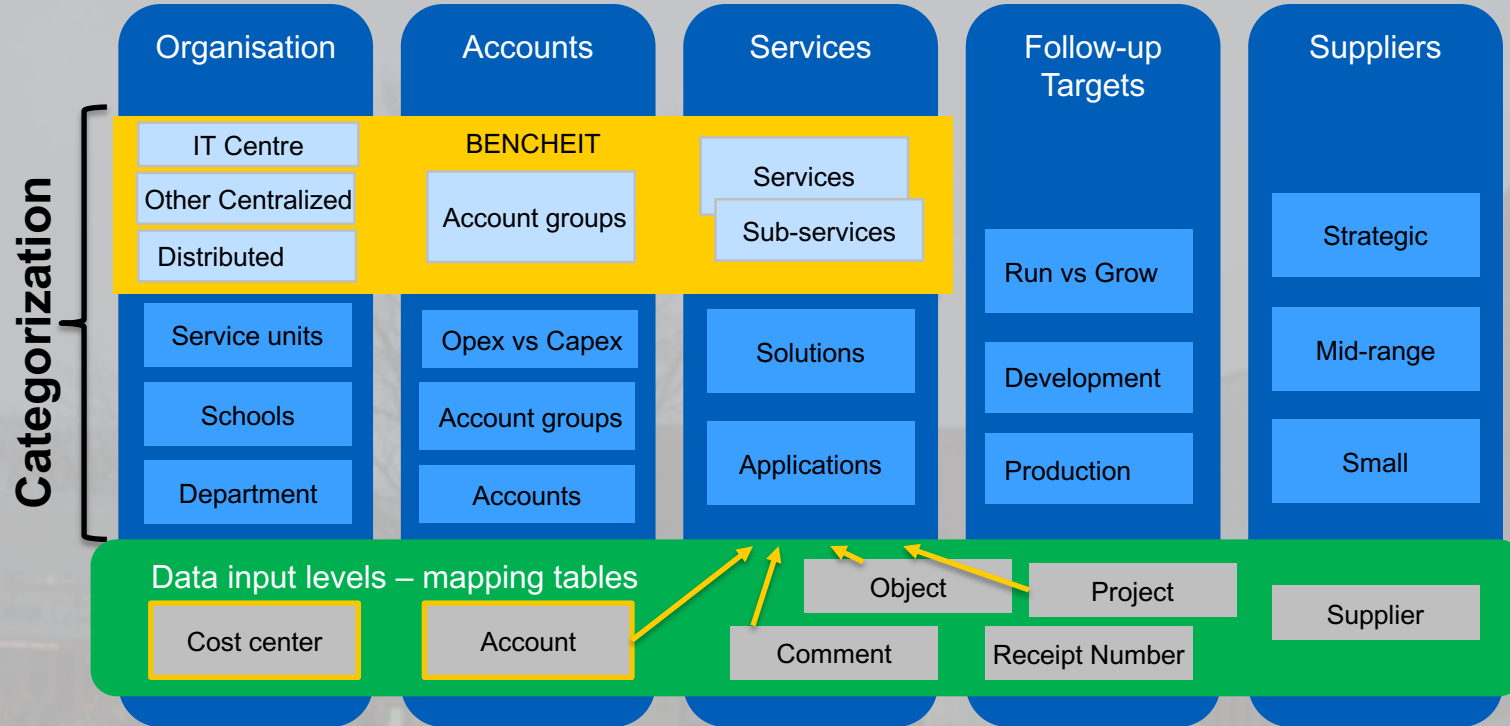 Organisation
Accounts
Services
Follow-up
Targets
Suppliers
Categorization
BENCHEIT
IT Centre
Other Centralized
Distributed
Account groups
Services
Sub-services
Service units
Schools
Department
Opex vs Capex
Account groups
Accounts
Solutions
Applications
Run vs Grow
Development
Production
Strategic
Mid-range
Small
Data input levels – mapping tables
Cost center
Account
Object
Comment
Project
Receipt Number
Supplier